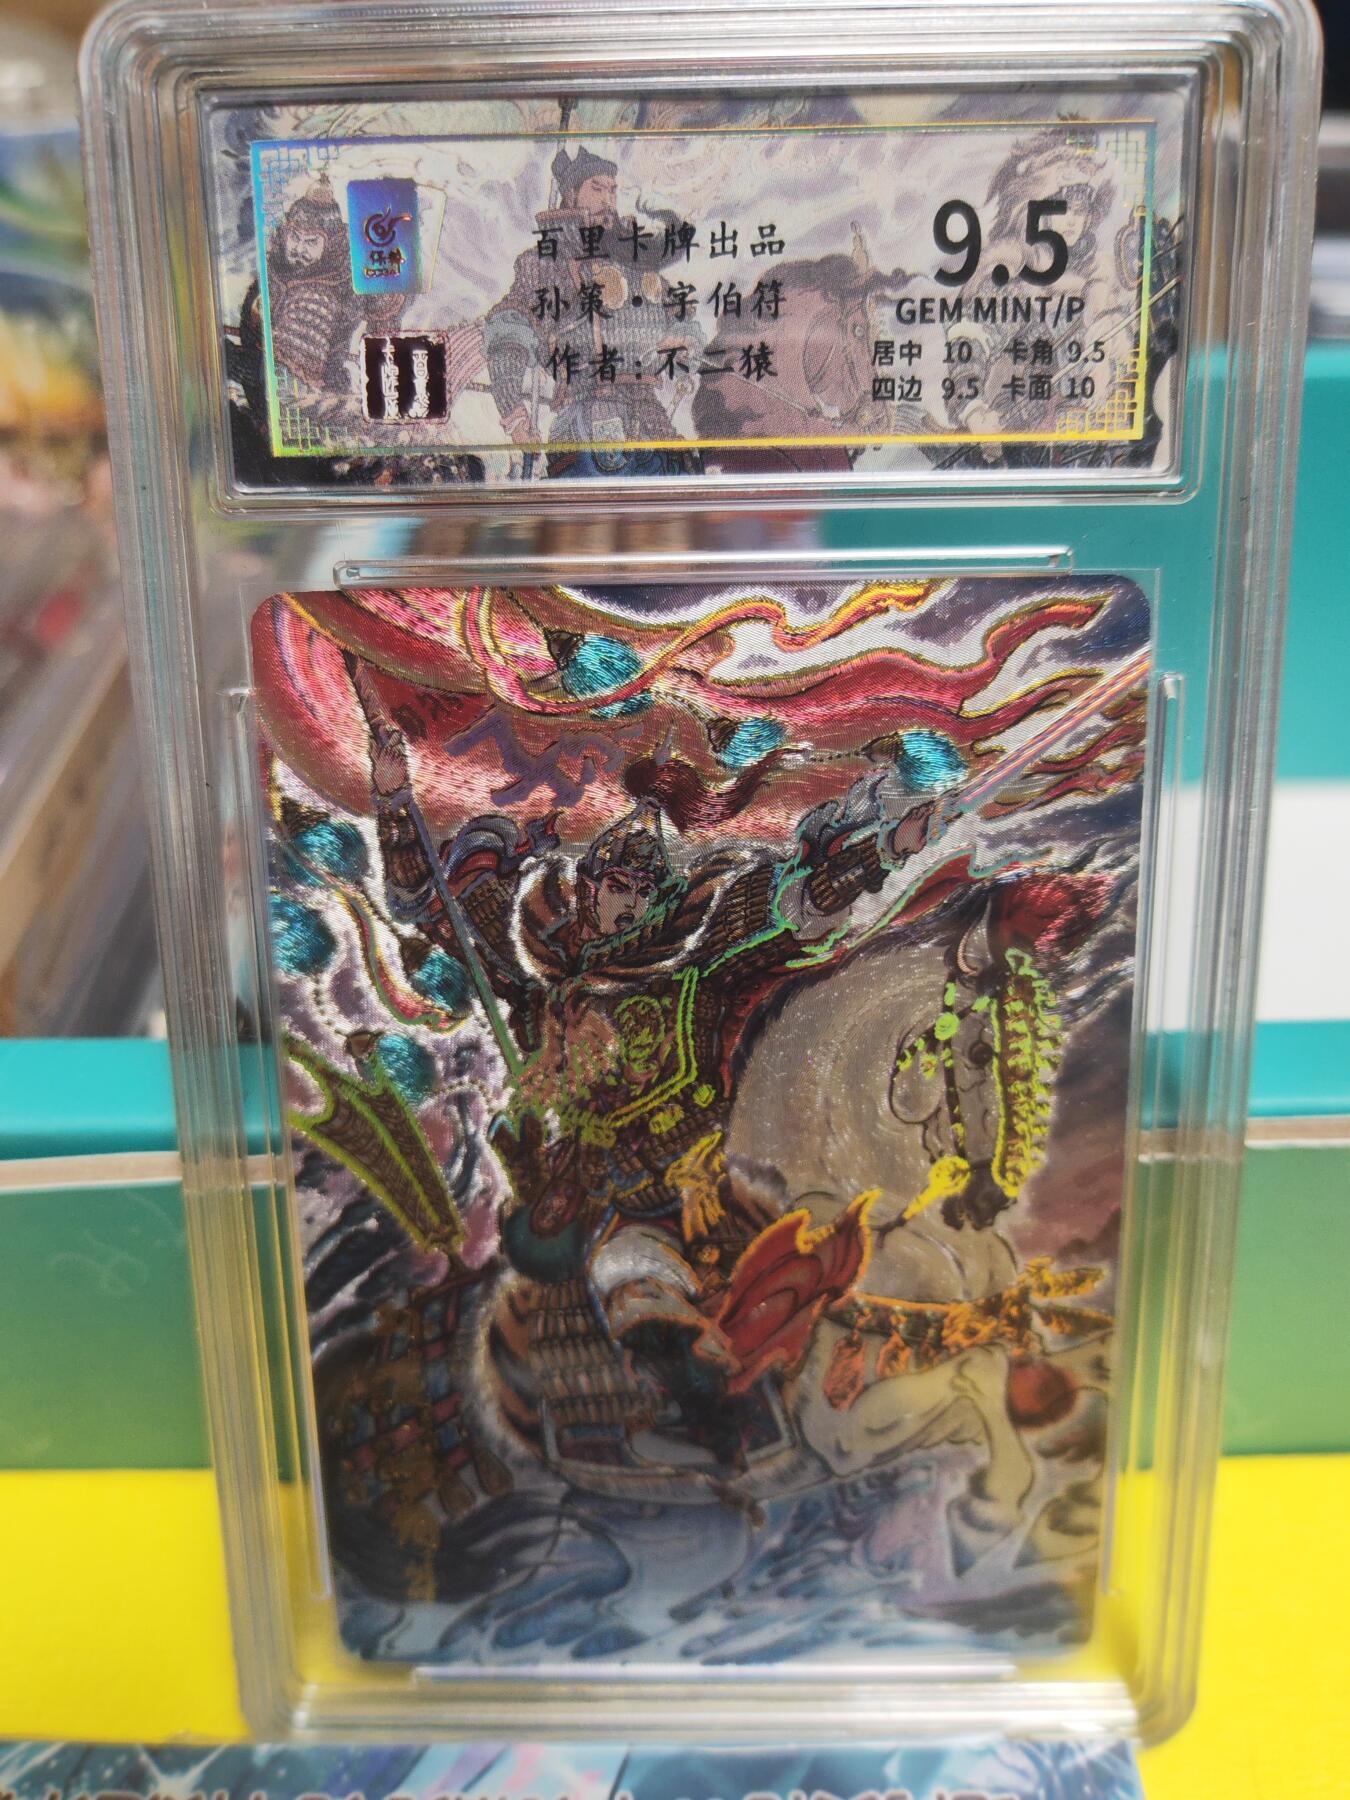 百里卡牌出品
孙策·字伯符
作者:不二猿
9.5
GEM MINT/P
居中 10 卡角 9.5
四边 9.5 卡面 10